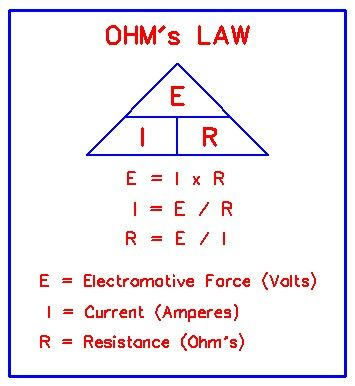 OHM's LAW
E
I R
E = I x R
I = E / R
R = E / I
E = Electromotive Force (Volts)
I = Current (Amperes)
R = Resistance (Ohm's)